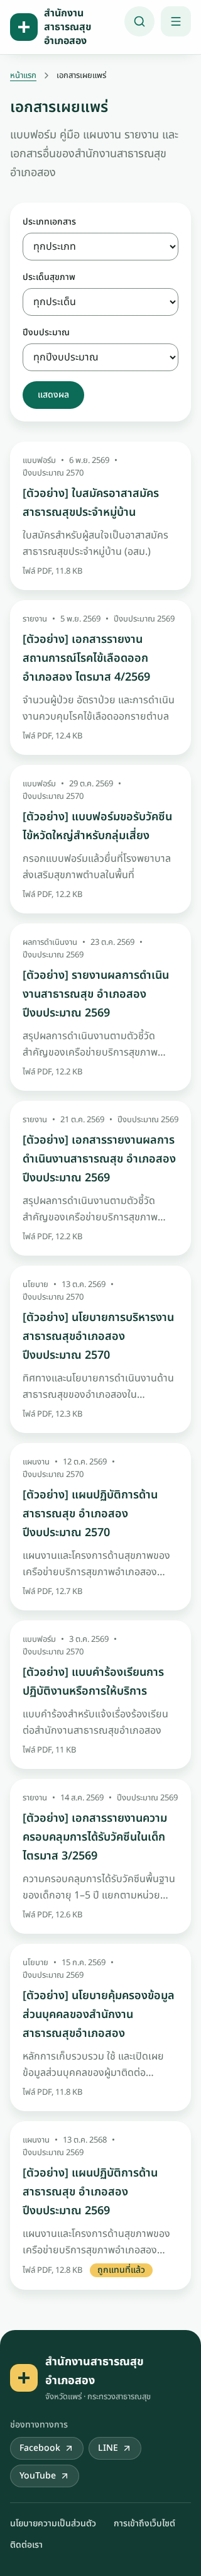 สำนักงาน
สาธารณสุข
อำเภอสอง
หน้าแรก > เอกสารเผยแพร่
เอกสารเผยแพร่
แบบฟอร์ม คู่มือ แผนงาน รายงาน และ
เอกสารอื่นของสำนักงานสาธารณสุข
อำเภอสอง
ประเภทเอกสาร
ทุกประเภท
ประเด็นสุขภาพ
ทุกประเด็น
ปีงบประมาณ
ทุกปีงบประมาณ
แสดงผล
แบบฟอร์ม • 6 พ.ย. 2569 •
ปีงบประมาณ 2570
[ตัวอย่าง] ใบสมัครอาสาสมัคร
สาธารณสุขประจำหมู่บ้าน
ใบสมัครสำหรับผู้สนใจเป็นอาสาสมัคร
สาธารณสุขประจำหมู่บ้าน (อสม.)
ไฟล์ PDF, 11.8 KB
รายงาน • 5 พ.ย. 2569 • ปีงบประมาณ 2569
[ตัวอย่าง] เอกสารรายงาน
สถานการณ์โรคไข้เลือดออก
อำเภอสอง ไตรมาส 4/2569
จำนวนผู้ป่วย อัตราป่วย และการดำเนิน
งานควบคุมโรคไข้เลือดออกรายตำบล
ไฟล์ PDF, 12.4 KB
แบบฟอร์ม • 29 ต.ค. 2569 •
ปีงบประมาณ 2570
[ตัวอย่าง] แบบฟอร์มขอรับวัคซีน
ไข้หวัดใหญ่สำหรับกลุ่มเสี่ยง
กรอกแบบฟอร์มแล้วยื่นที่โรงพยาบาล
ส่งเสริมสุขภาพตำบลในพื้นที่
ไฟล์ PDF, 12.2 KB
ผลการดำเนินงาน • 23 ต.ค. 2569 •
ปีงบประมาณ 2569
[ตัวอย่าง] รายงานผลการดำเนิน
งานสาธารณสุข อำเภอสอง
ปีงบประมาณ 2569
สรุปผลการดำเนินงานตามตัวชี้วัด
สำคัญของเครือข่ายบริการสุขภาพ…
ไฟล์ PDF, 12.2 KB
รายงาน • 21 ต.ค. 2569 • ปีงบประมาณ 2569
[ตัวอย่าง] เอกสารรายงานผลการ
ดำเนินงานสาธารณสุข อำเภอสอง
ปีงบประมาณ 2569
สรุปผลการดำเนินงานตามตัวชี้วัด
สำคัญของเครือข่ายบริการสุขภาพ…
ไฟล์ PDF, 12.2 KB
นโยบาย • 13 ต.ค. 2569 •
ปีงบประมาณ 2570
[ตัวอย่าง] นโยบายการบริหารงาน
สาธารณสุขอำเภอสอง
ปีงบประมาณ 2570
ทิศทางและนโยบายการดำเนินงานด้าน
สาธารณสุขของอำเภอสองใน…
ไฟล์ PDF, 12.3 KB
แผนงาน • 12 ต.ค. 2569 •
ปีงบประมาณ 2570
[ตัวอย่าง] แผนปฏิบัติการด้าน
สาธารณสุข อำเภอสอง
ปีงบประมาณ 2570
แผนงานและโครงการด้านสุขภาพของ
เครือข่ายบริการสุขภาพอำเภอสอง…
ไฟล์ PDF, 12.7 KB
แบบฟอร์ม • 3 ต.ค. 2569 •
ปีงบประมาณ 2570
[ตัวอย่าง] แบบคำร้องเรียนการ
ปฏิบัติงานหรือการให้บริการ
แบบคำร้องสำหรับแจ้งเรื่องร้องเรียน
ต่อสำนักงานสาธารณสุขอำเภอสอง
ไฟล์ PDF, 11 KB
รายงาน • 14 ส.ค. 2569 • ปีงบประมาณ 2569
[ตัวอย่าง] เอกสารรายงานความ
ครอบคลุมการได้รับวัคซีนในเด็ก
ไตรมาส 3/2569
ความครอบคลุมการได้รับวัคซีนพื้นฐาน
ของเด็กอายุ 1–5 ปี แยกตามหน่วย…
ไฟล์ PDF, 12.6 KB
นโยบาย • 15 ก.ค. 2569 •
ปีงบประมาณ 2569
[ตัวอย่าง] นโยบายคุ้มครองข้อมูล
ส่วนบุคคลของสำนักงาน
สาธารณสุขอำเภอสอง
หลักการเก็บรวบรวม ใช้ และเปิดเผย
ข้อมูลส่วนบุคคลของผู้มาติดต่อ…
ไฟล์ PDF, 11.8 KB
แผนงาน • 13 ต.ค. 2568 •
ปีงบประมาณ 2569
[ตัวอย่าง] แผนปฏิบัติการด้าน
สาธารณสุข อำเภอสอง
ปีงบประมาณ 2569
แผนงานและโครงการด้านสุขภาพของ
เครือข่ายบริการสุขภาพอำเภอสอง…
ไฟล์ PDF, 12.8 KB ถูกแทนที่แล้ว
สำนักงานสาธารณสุข
อำเภอสอง
จังหวัดแพร่ · กระทรวงสาธารณสุข
ช่องทางทางการ
Facebook LINE
YouTube
นโยบายความเป็นส่วนตัว การเข้าถึงเว็บไซต์
ติดต่อเรา